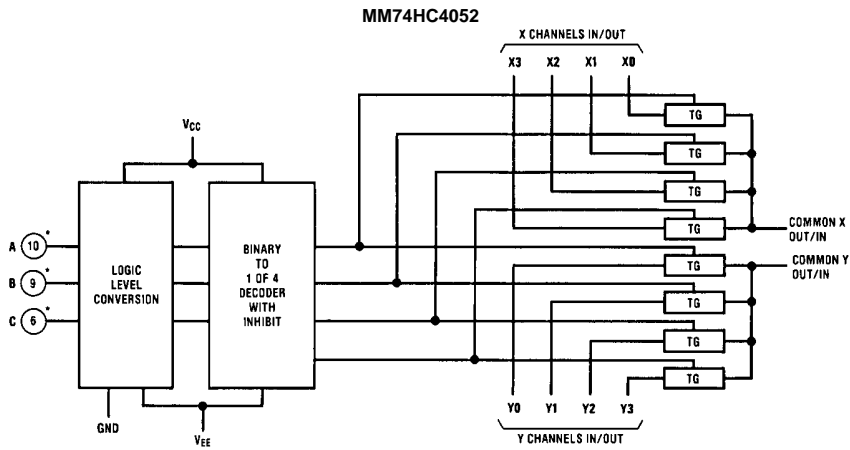 MM74HC4052
X CHANNELS IN/OUT
X3 X2 X1 X0
TG
TG
TG
TG
COMMON X
OUT/IN
TG
COMMON Y
OUT/IN
TG
TG
TG
VCC
A 10 *
B 9 *
C 6 *
LOGIC
LEVEL
CONVERSION
BINARY
TO
1 OF 4
DECODER
WITH
INHIBIT
GND
VEE
Y0 Y1 Y2 Y3
Y CHANNELS IN/OUT